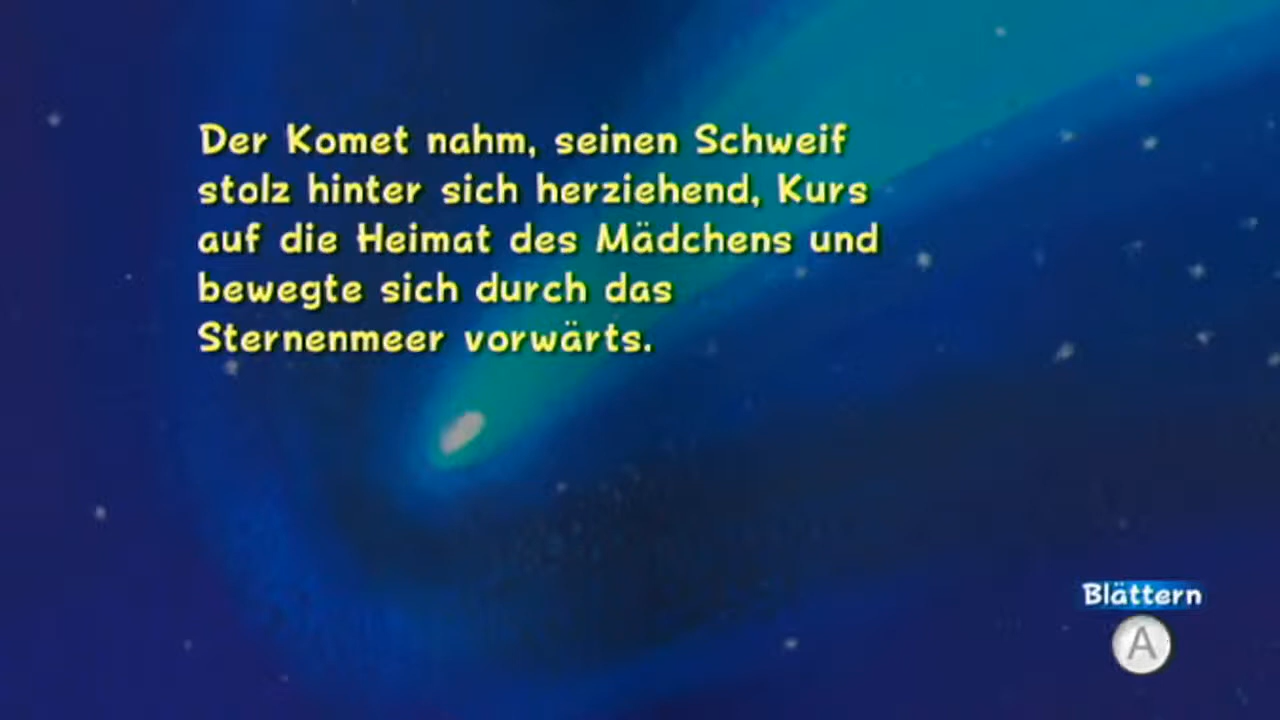 Der Komet nahm, seinen Schweif
stolz hinter sich herziehend, Kurs
auf die Heimat des Mädchens und
bewegte sich durch das
Sternenmeer vorwärts.
Blättern
A